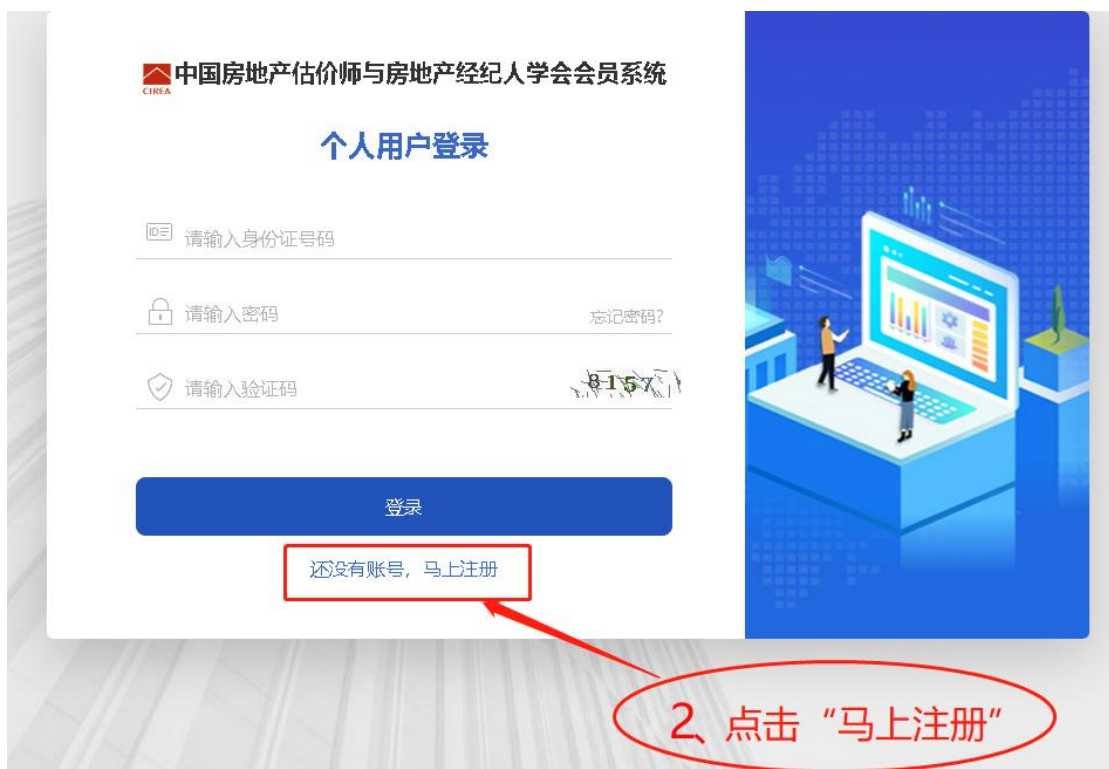 中国房地产估价师与房地产经纪人学会会员系统
CIREA
个人用户登录
ID
请输入身份证号码
请输入密码
忘记密码?
请输入验证码
8157
登录
还没有账号，马上注册
2、点击“马上注册”